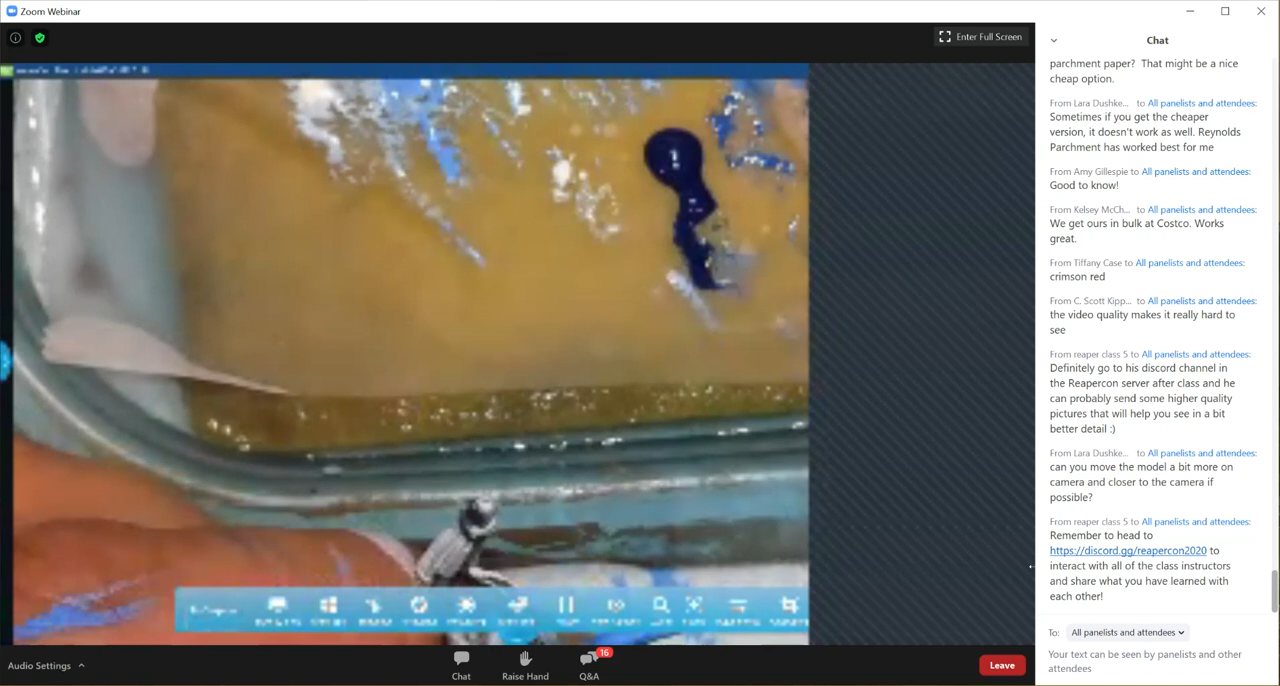 Zoom Webinar
Enter Full Screen
Chat
parchment paper? That might be a nice
cheap option.
From Lara Dushke... to All panelists and attendees:
Sometimes if you get the cheaper
version, it doesn't work as well. Reynolds
Parchment has worked best for me
From Amy Gillespie to All panelists and attendees:
Good to know!
From Kelsey McCh... to All panelists and attendees:
We get ours in bulk at Costco. Works
great.
From Tiffany Case to All panelists and attendees:
crimson red
From C. Scott Kipp... to All panelists and attendees:
the video quality makes it really hard to
see
From reaper class 5 to All panelists and attendees:
Definitely go to his discord channel in
the Reapercon server after class and he
can probably send some higher quality
pictures that will help you see in a bit
better detail :)
From Lara Dushke... to All panelists and attendees:
can you move the model a bit more on
camera and closer to the camera if
possible?
From reaper class 5 to All panelists and attendees:
Remember to head to
https://discord.gg/reapercon2020 to
interact with all of the class instructors
and share what you have learned with
each other!
To: All panelists and attendees
Your text can be seen by panelists and other
attendees
Audio Settings
Chat
Raise Hand
16
Q&A
Leave